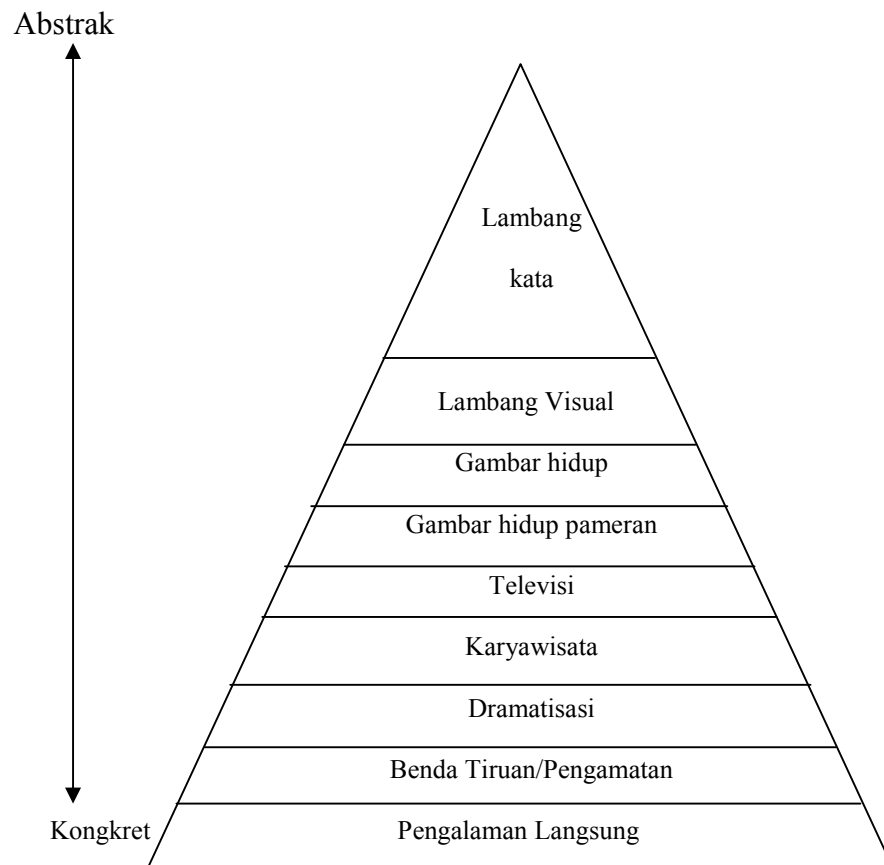 Abstrak
Lambang
kata
Lambang Visual
Gambar hidup
Gambar hidup pameran
Televisi
Karyawisata
Dramatisasi
Benda Tiruan/Pengamatan
Kongkret
Pengalaman Langsung